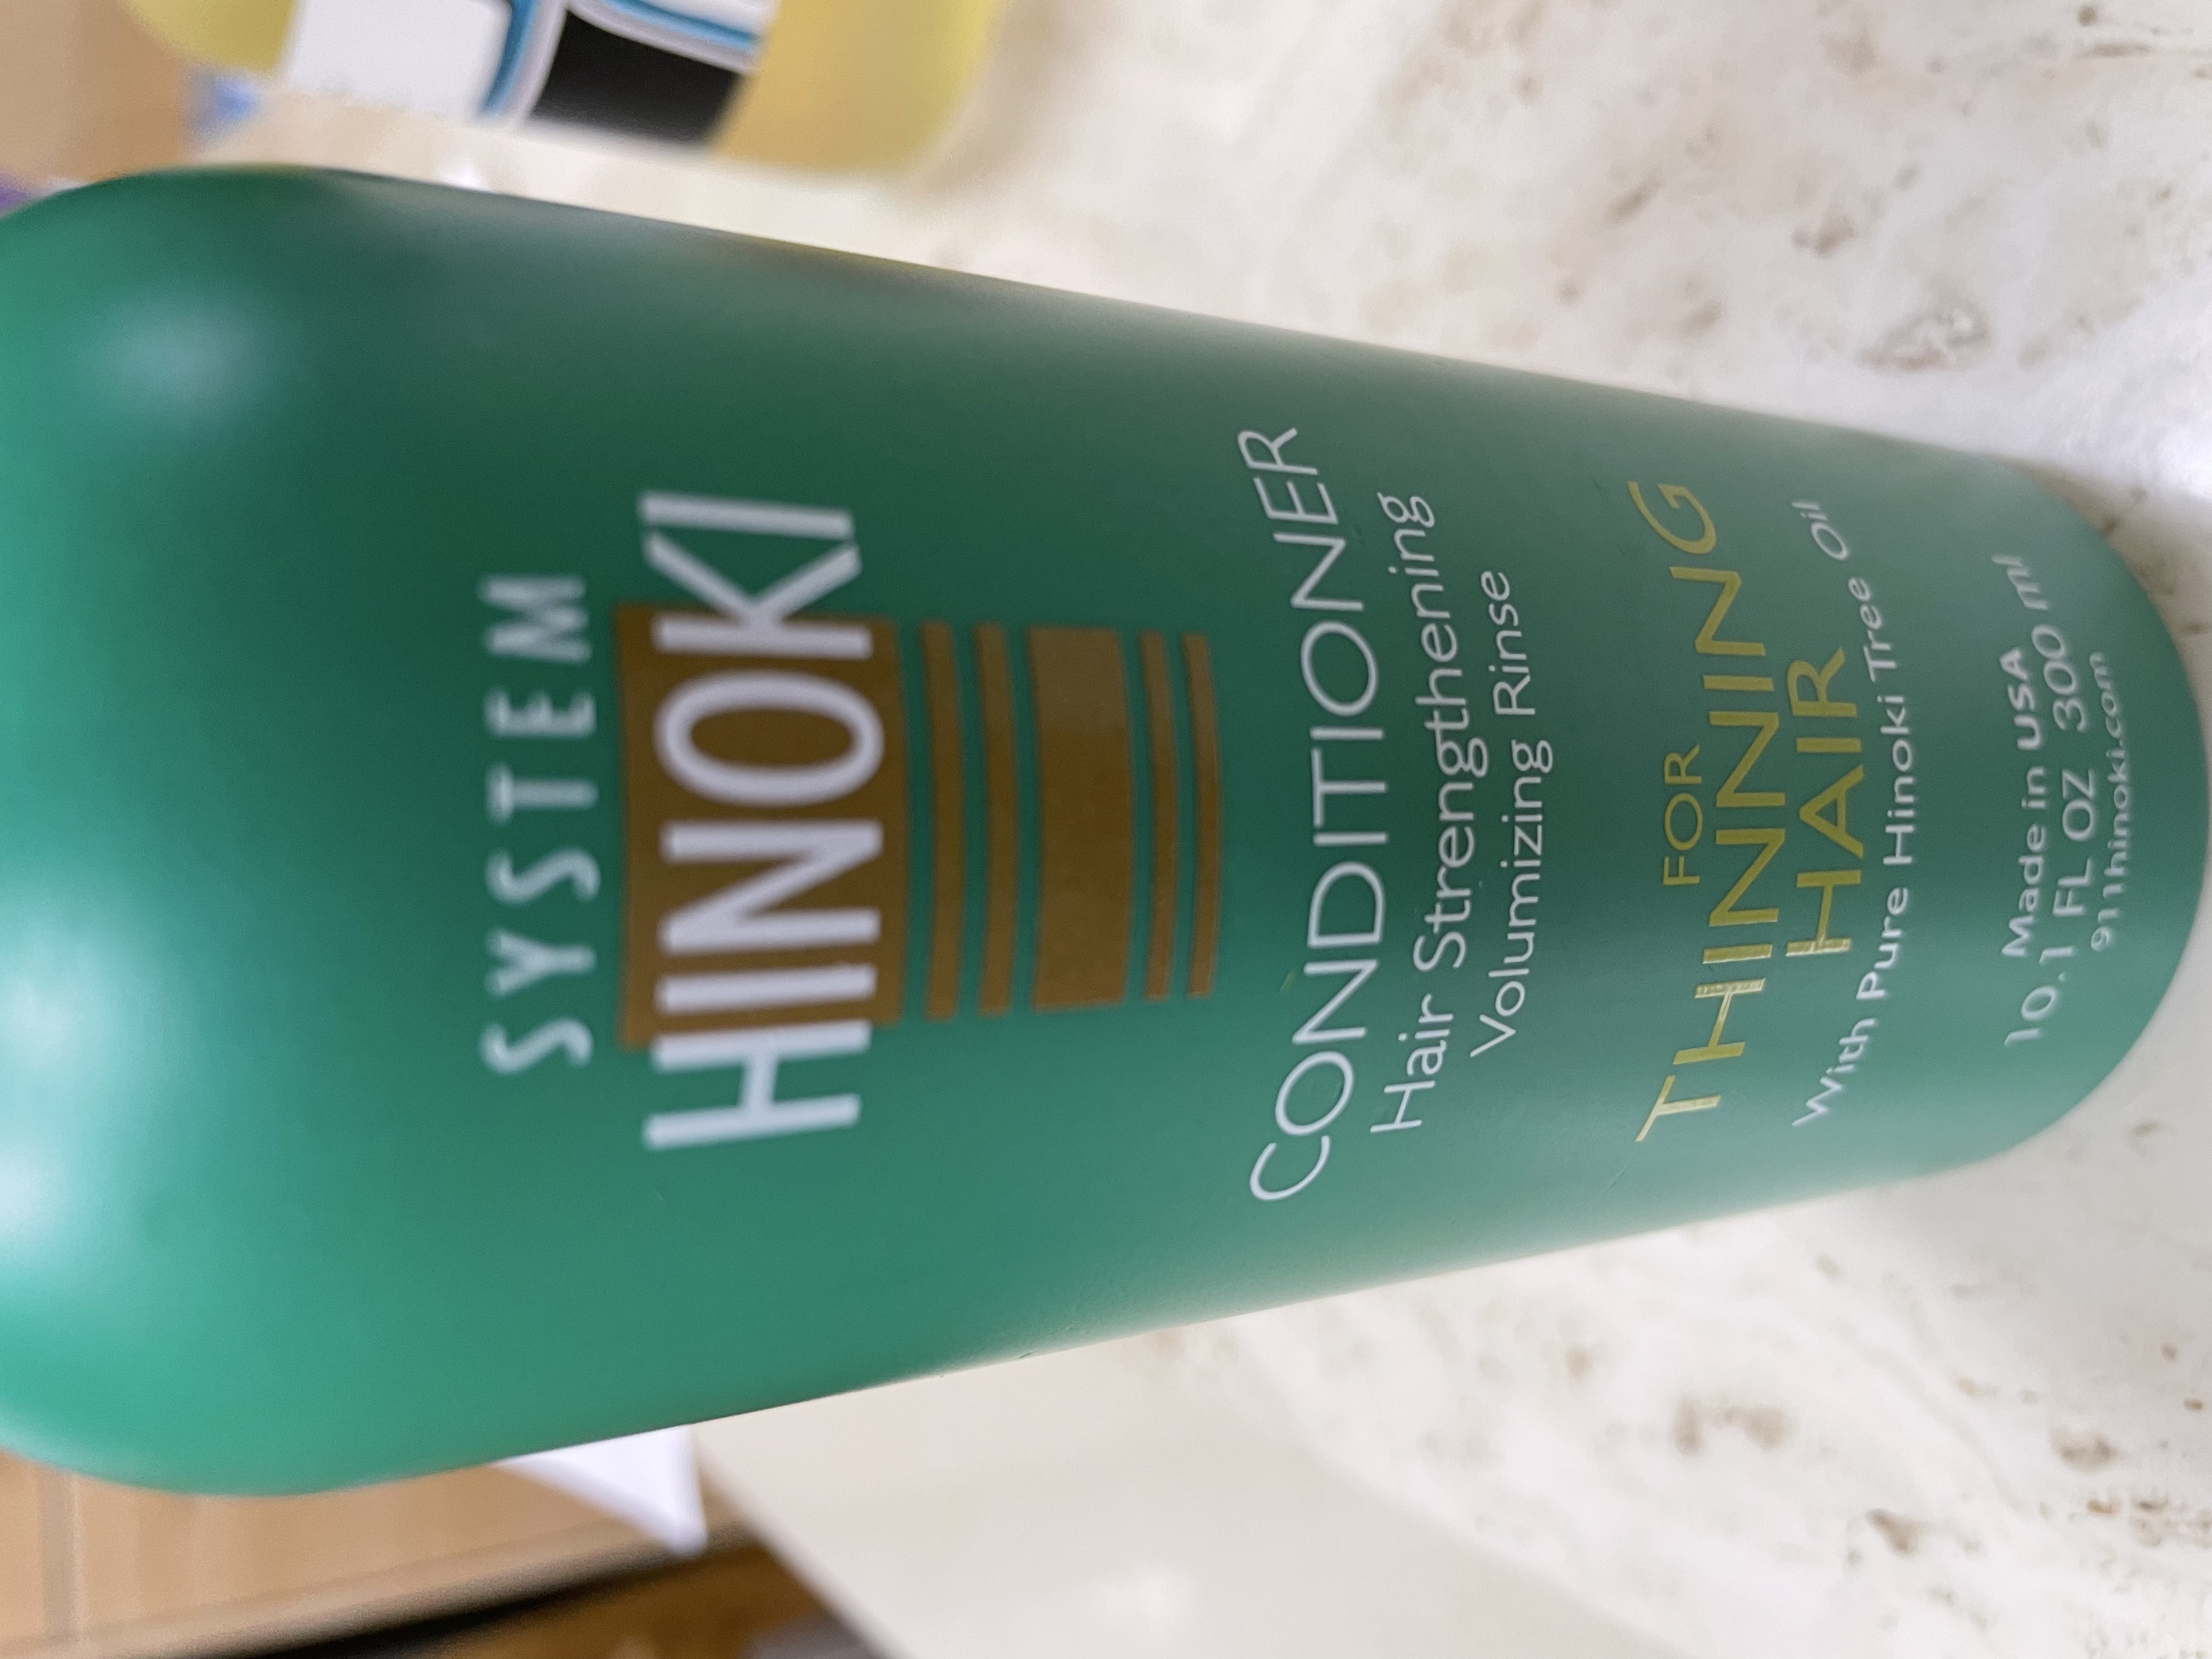 SYSTEM
HINOKI
CONDITIONER
Hair Strengthening
Volumizing Rinse
FOR
THINNING
HAIR
With Pure Hinoki Tree Oil
Made in USA
10.1 FL OZ 300 ml
911hinoki.com